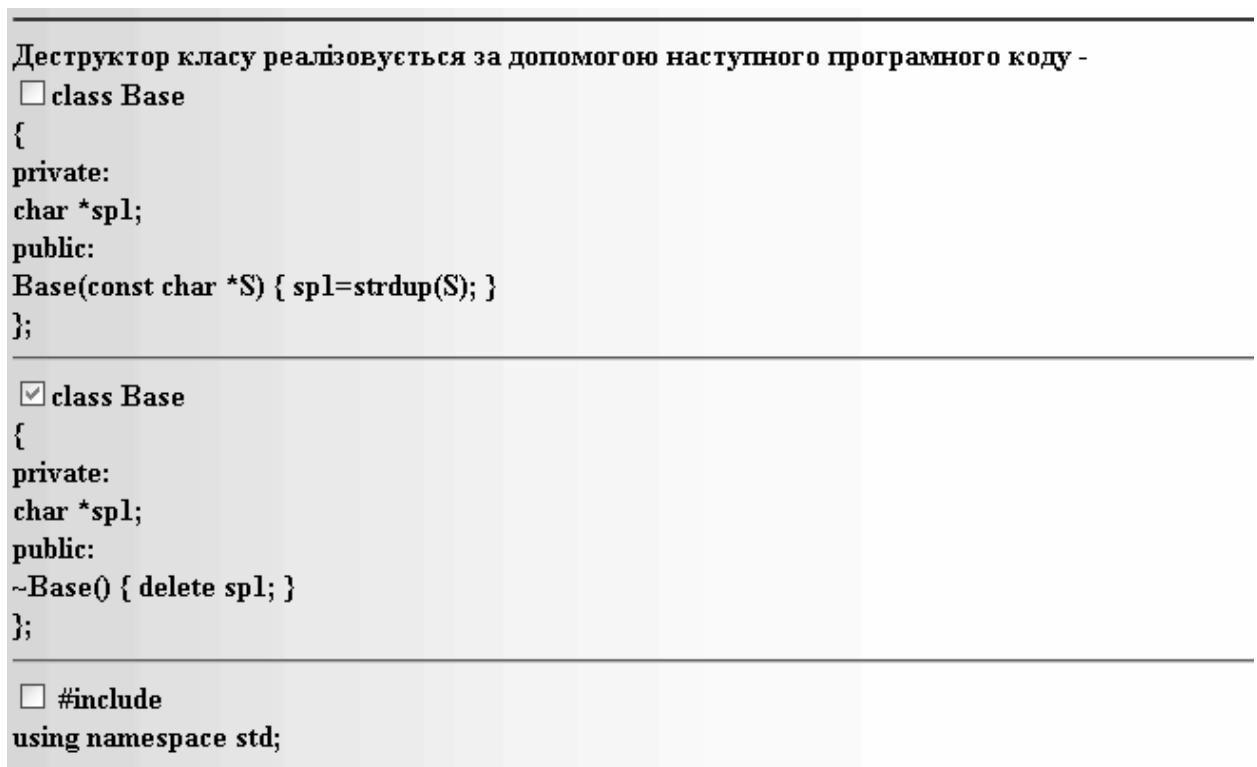 Деструктор класу реалізовується за допомогою наступного програмного коду -
class Base
{
private:
char *sp1;
public:
Base(const char *S) { sp1=strdup(S); }
};
class Base
{
private:
char *sp1;
public:
~Base() { delete sp1; }
};
#include
using namespace std;